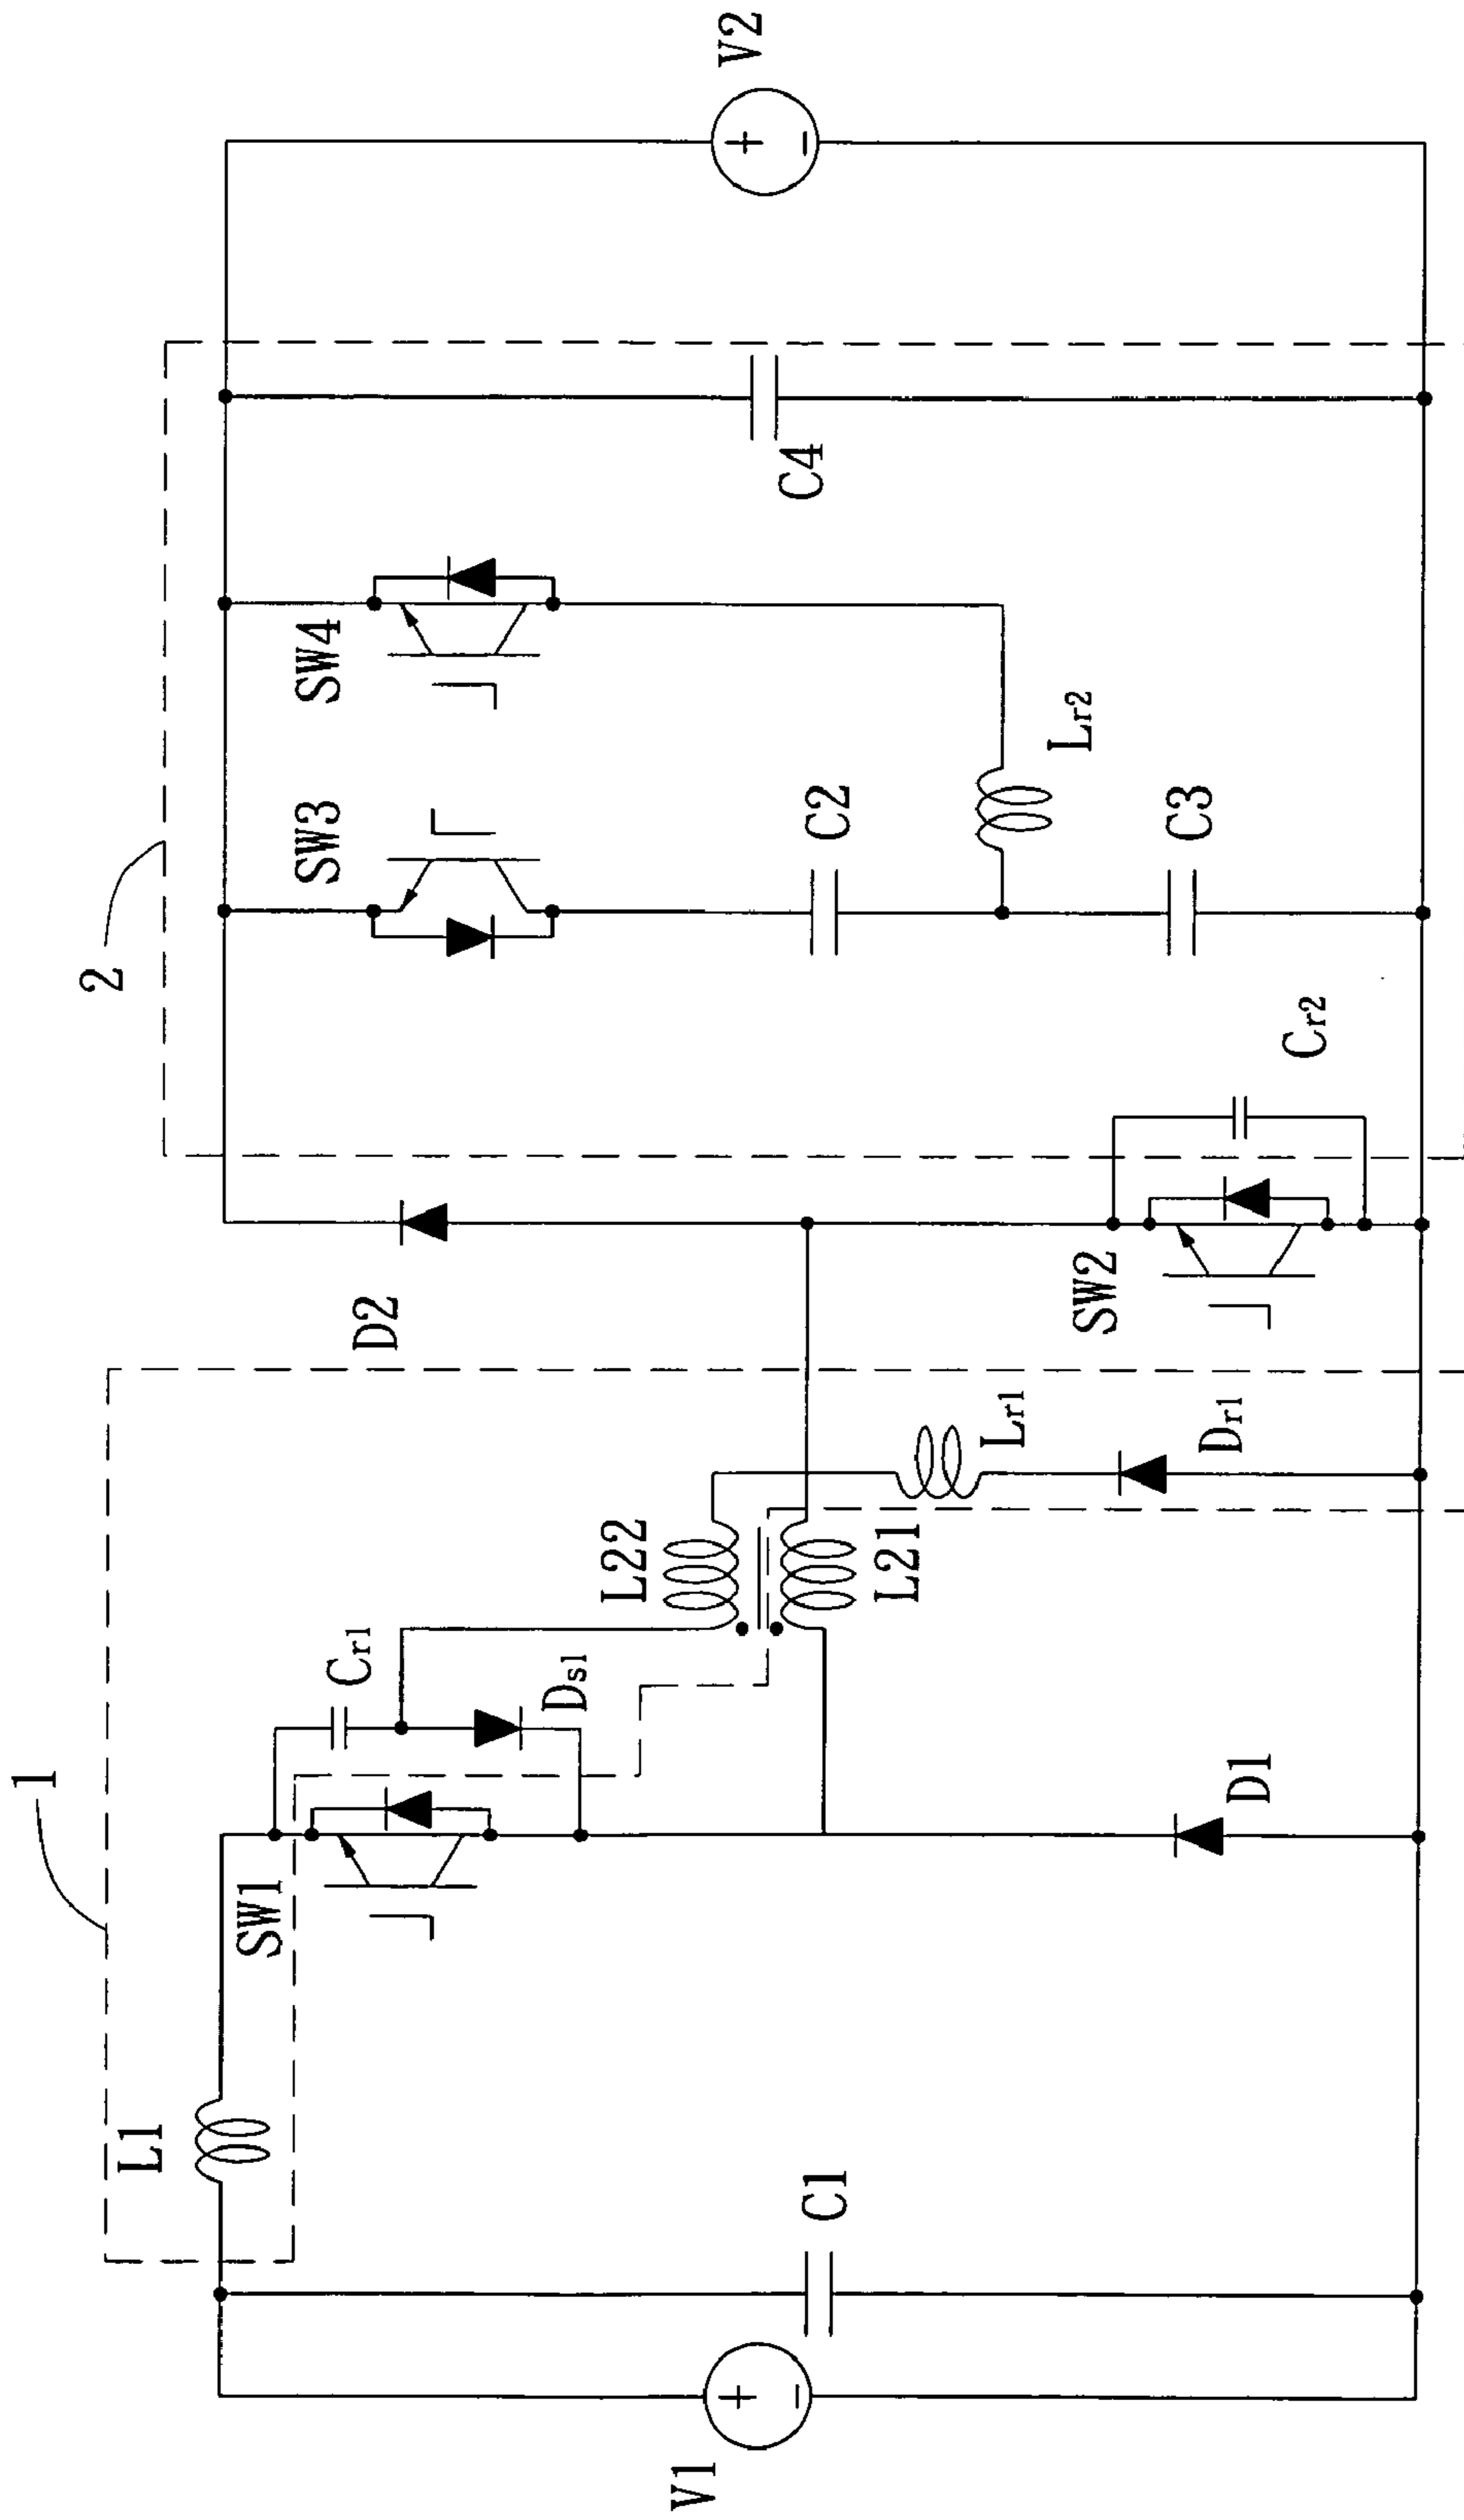 1
2
L1
SW1
Cr1
Ds1
L22
L21
Lr1
Dr1
D1
C1
V1
+
−
D2
SW2
Cr2
SW3
SW4
C2
C3
Lr2
C4
V2
+
−